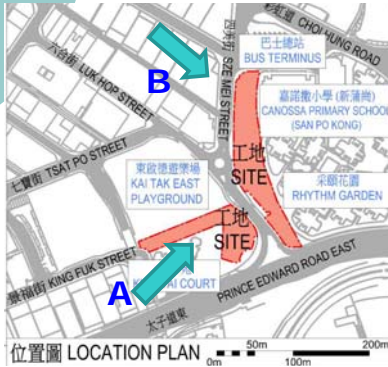 彩虹道 CHOI HUNG ROAD
四美街 SZE MEI STREET
B
巴士總站
BUS TERMINUS
六合街 LUK HOP STREET
嘉諾撒小學 (新蒲崗)
CANOSSA PRIMARY SCHOOL
(SAN PO KONG)
工地
SITE
七寶街 TSAT PO STREET
東啟德遊樂場
KAI TAK EAST
PLAYGROUND
采頤花園
RHYTHM GARDEN
工地
SITE
景福街 KING FUK STREET
COURT
A
PRINCE EDWARD ROAD EAST
太子道東
位置圖 LOCATION PLAN
0m
50m
100m
200m